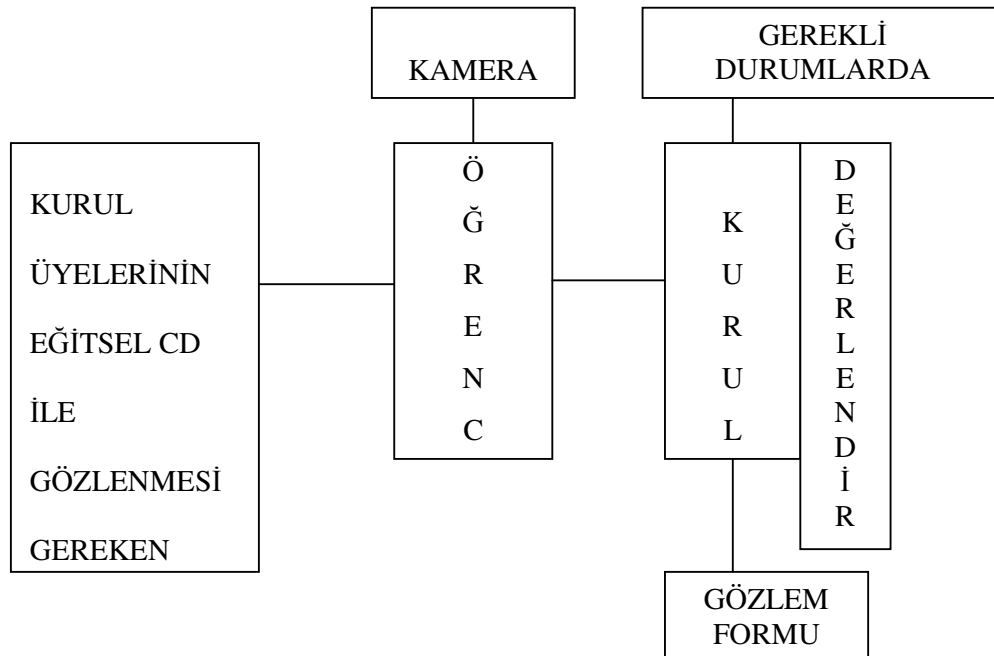 KAMERA
GEREKLİ
DURUMLARDA
KURUL
ÜYELERİNİN
EĞİTSEL CD
İLE
GÖZLENMESİ
GEREKEN
Ö
Ğ
R
E
N
C
K
U
R
U
L
D
E
Ğ
E
R
L
E
N
D
İ
R
GÖZLEM
FORMU